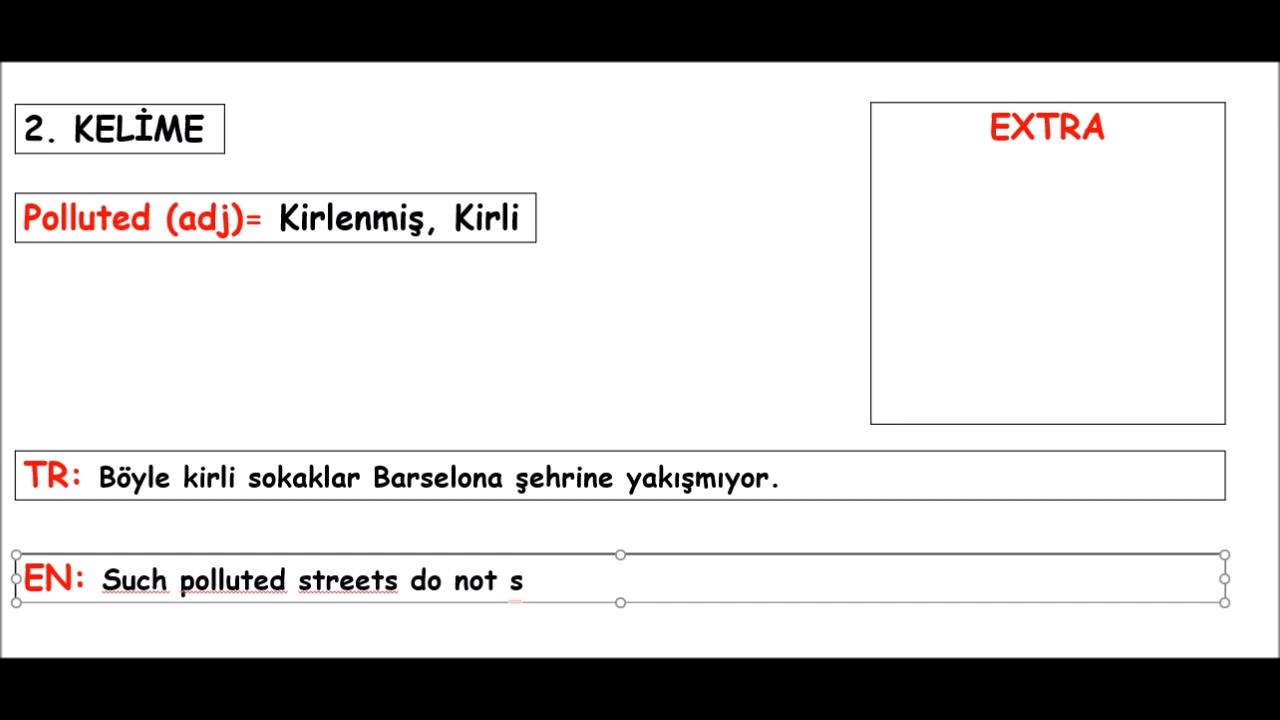 2. KELİME
EXTRA
Polluted (adj)= Kirlenmiş, Kirli
TR: Böyle kirli sokaklar Barselona şehrine yakışmıyor.
EN: Such polluted streets do not s